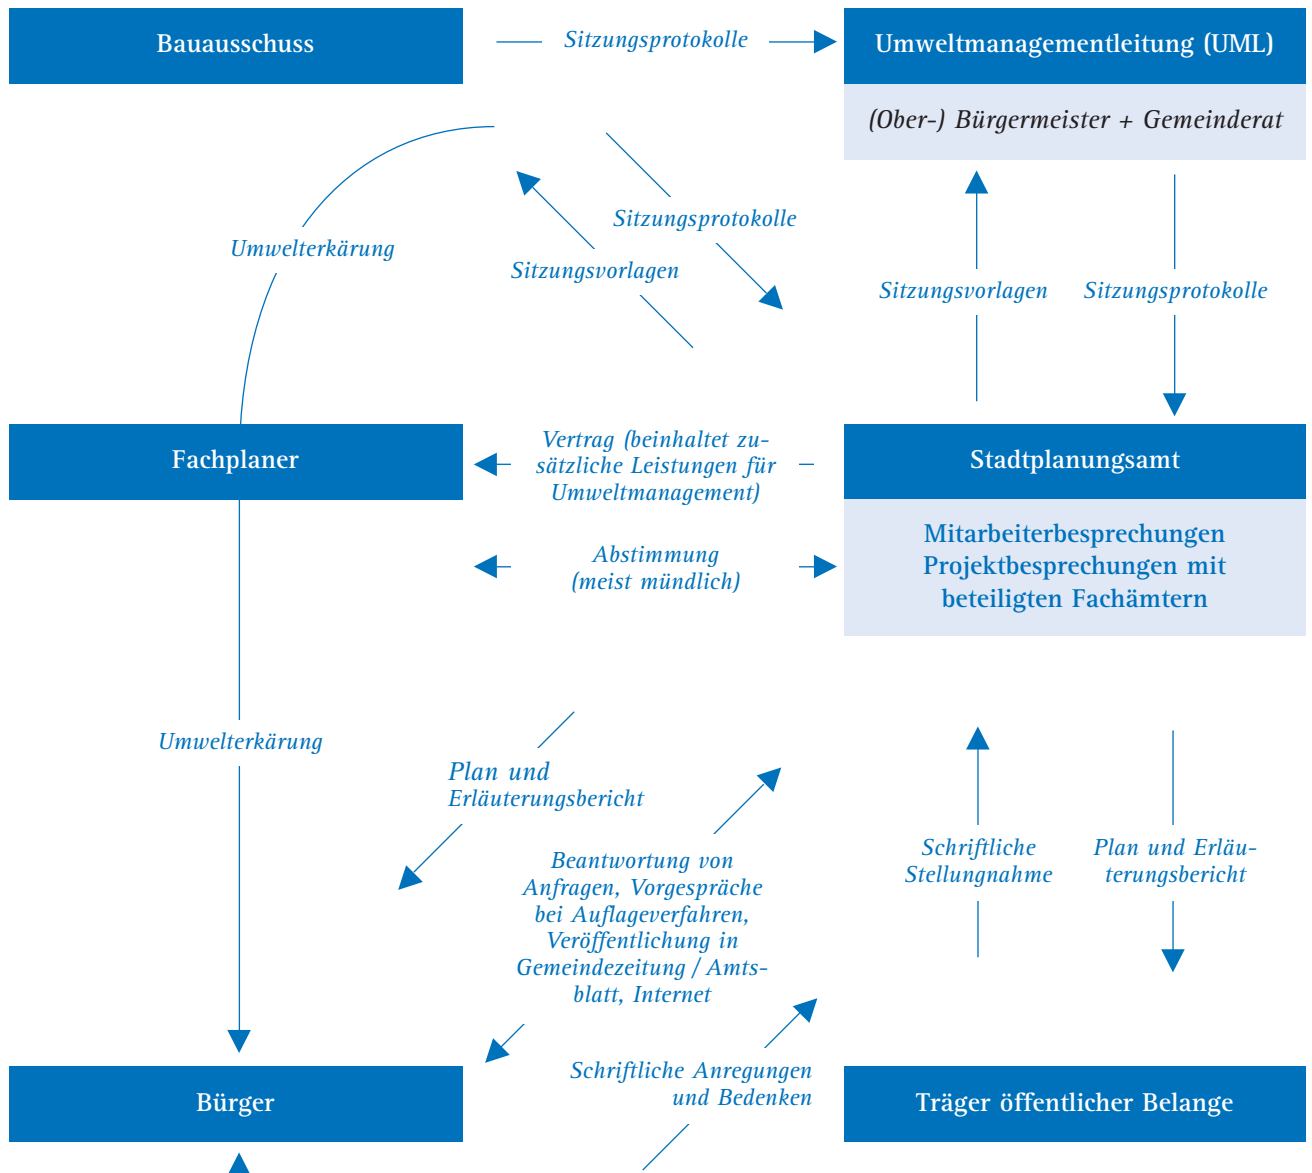 Bauausschuss
Sitzungsprotokolle
Umweltmanagementleitung (UML)
(Ober-) Bürgermeister + Gemeinderat
Umwelterkärung
Sitzungsprotokolle
Sitzungsvorlagen
Sitzungsvorlagen
Sitzungsprotokolle
Fachplaner
Vertrag (beinhaltet zu-
sätzliche Leistungen für
Umweltmanagement)
Stadtplanungsamt
Mitarbeiterbesprechungen
Projektbesprechungen mit
beteiligten Fachämtern
Abstimmung
(meist mündlich)
Umwelterkärung
Plan und
Erläuterungsbericht
Beantwortung von
Anfragen, Vorgespräche
bei Auflageverfahren,
Veröffentlichung in
Gemeindezeitung / Amts-
blatt, Internet
Schriftliche
Stellungnahme
Plan und Erläu-
terungsbericht
Schriftliche Anregungen
und Bedenken
Bürger
Träger öffentlicher Belange